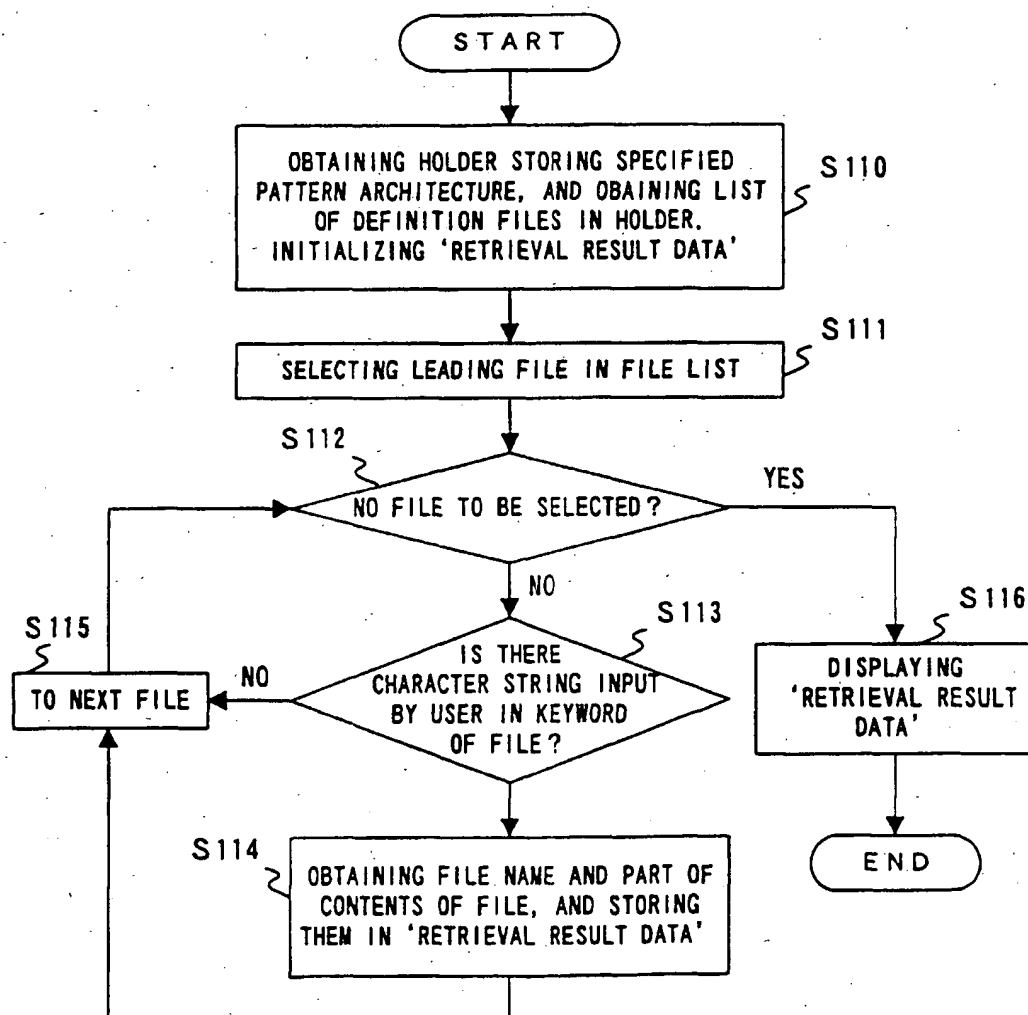 START
OBTAINING HOLDER STORING SPECIFIED
PATTERN ARCHITECTURE, AND OBAINING LIST
OF DEFINITION FILES IN HOLDER.
INITIALIZING 'RETRIEVAL RESULT DATA'
S110
S111
SELECTING LEADING FILE IN FILE LIST
S112
NO FILE TO BE SELECTED?
YES
NO
S113
IS THERE
CHARACTER STRING INPUT
BY USER IN KEYWORD
OF FILE?
NO
S115
TO NEXT FILE
S116
DISPLAYING
'RETRIEVAL RESULT
DATA'
END
S114
OBTAINING FILE NAME AND PART OF
CONTENTS OF FILE, AND STORING
THEM IN 'RETRIEVAL RESULT DATA'